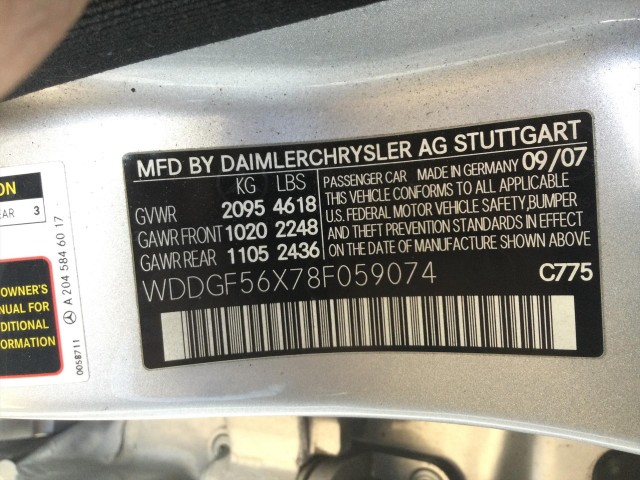 MFD BY DAIMLERCHRYSLER AG STUTTGART
KG LBS
GVWR 2095 4618
GAWR FRONT 1020 2248
GAWR REAR 1105 2436
PASSENGER CAR MADE IN GERMANY 09/07
THIS VEHICLE CONFORMS TO ALL APPLICABLE
U.S. FEDERAL MOTOR VEHICLE SAFETY, BUMPER
AND THEFT PREVENTION STANDARDS IN EFFECT
ON THE DATE OF MANUFACTURE SHOWN ABOVE
WDDGF56X78F059074 C775
ON
EAR 3
OWNER'S
NUAL FOR
DITIONAL
FORMATION
A 204 584 60 17
0058711